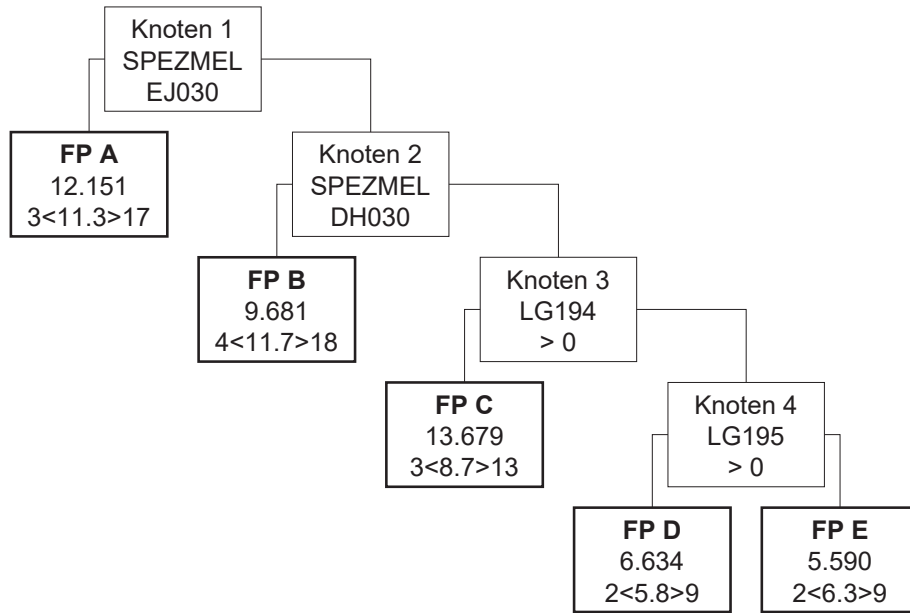 Knoten 1
SPEZMEL
EJ030
FP A
12.151
3<11.3>17
Knoten 2
SPEZMEL
DH030
FP B
9.681
4<11.7>18
Knoten 3
LG194
> 0
FP C
13.679
3<8.7>13
Knoten 4
LG195
> 0
FP D
6.634
2<5.8>9
FP E
5.590
2<6.3>9